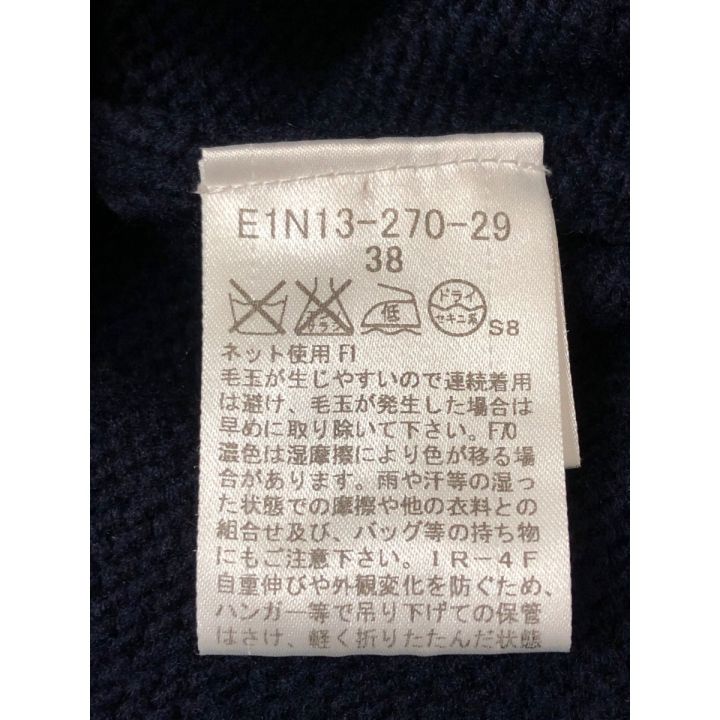 E1N13-270-29
38
エンソ
サラシ
低
ドライ
セキユ系
S8
ネット使用 F1
毛玉が生じやすいので連続着用
は避け、毛玉が発生した場合は
早めに取り除いて下さい。F70
濃色は湿摩擦により色が移る場
合があります。雨や汗等の湿っ
た状態での摩擦や他の衣料との
組合せ及び、バッグ等の持ち物
にもご注意下さい。IR-4F
自重伸びや外観変化を防ぐため、
ハンガー等で吊り下げての保管
はさけ、軽く折りたたんだ状態